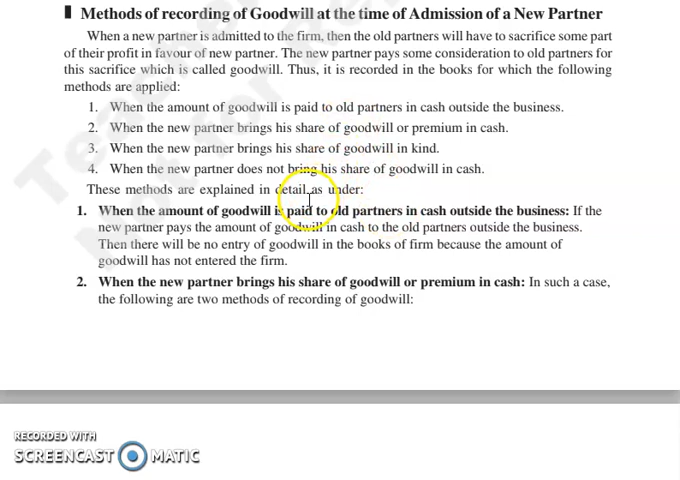 Methods of recording of Goodwill at the time of Admission of a New Partner
When a new partner is admitted to the firm, then the old partners will have to sacrifice some part
of their profit in favour of new partner. The new partner pays some consideration to old partners for
this sacrifice which is called goodwill. Thus, it is recorded in the books for which the following
methods are applied:
1. When the amount of goodwill is paid to old partners in cash outside the business.
2. When the new partner brings his share of goodwill or premium in cash.
3. When the new partner brings his share of goodwill in kind.
4. When the new partner does not bring his share of goodwill in cash.
These methods are explained in detail as under:
1. When the amount of goodwill is paid to old partners in cash outside the business: If the
new partner pays the amount of goodwill in cash to the old partners outside the business.
Then there will be no entry of goodwill in the books of firm because the amount of
goodwill has not entered the firm.
2. When the new partner brings his share of goodwill or premium in cash: In such a case,
the following are two methods of recording of goodwill:
RECORDED WITH
SCREENCAST MATIC